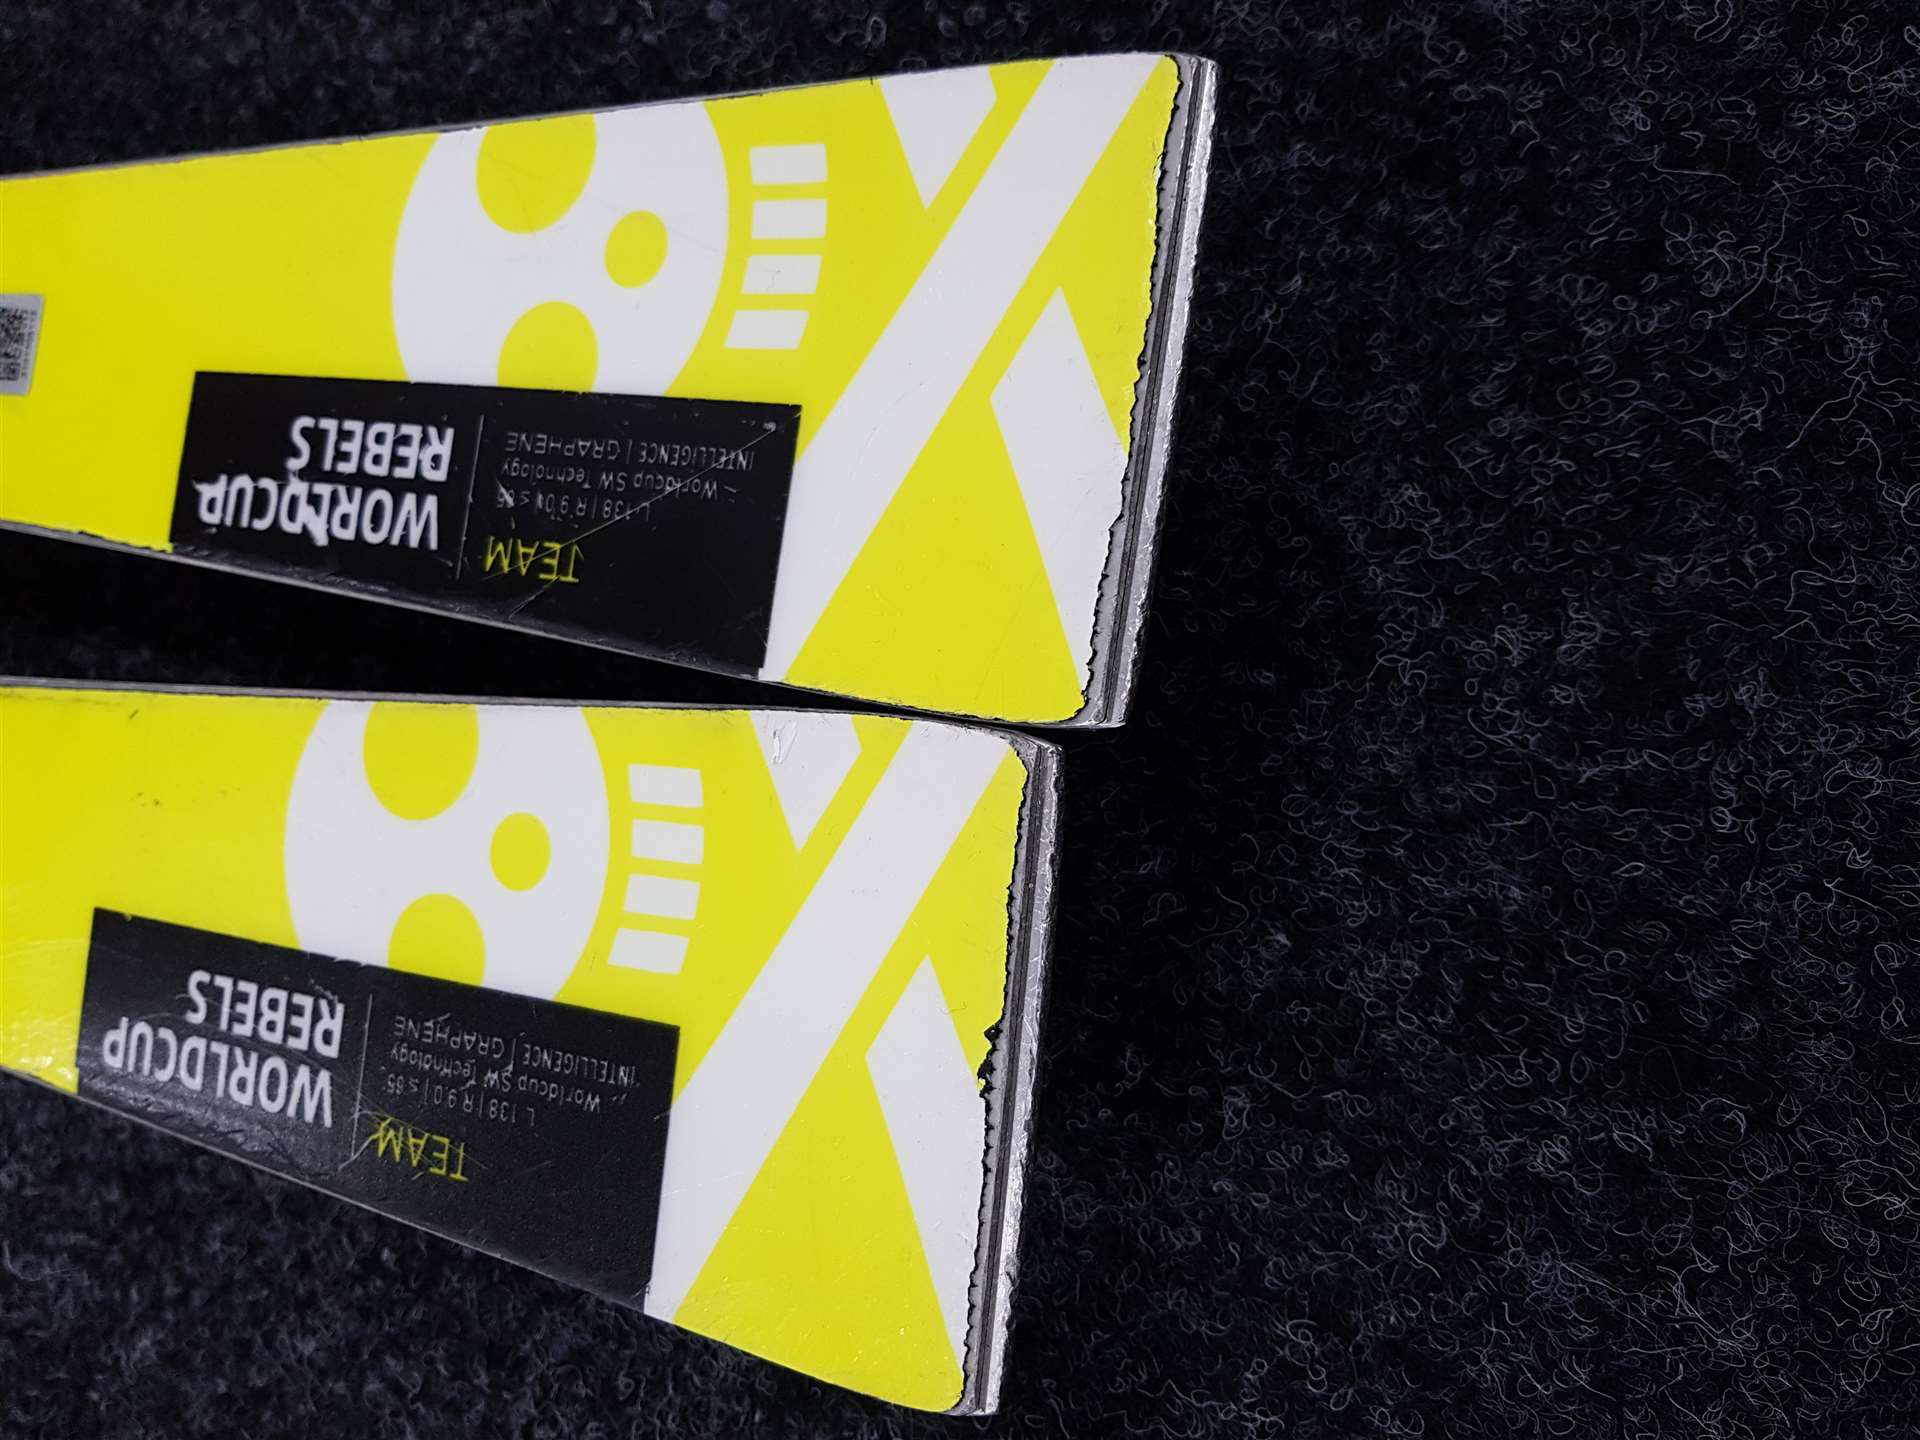 WORLDCUP
REBELS
TEAM
L 138 | R 9.0 | ≤ 65
Worldcup SW Technology
INTELLIGENCE | GRAPHENE
WORLDCUP
REBELS
TEAM
L 138 | R 9.0 | ≤ 65
Worldcup SW Technology
INTELLIGENCE | GRAPHENE